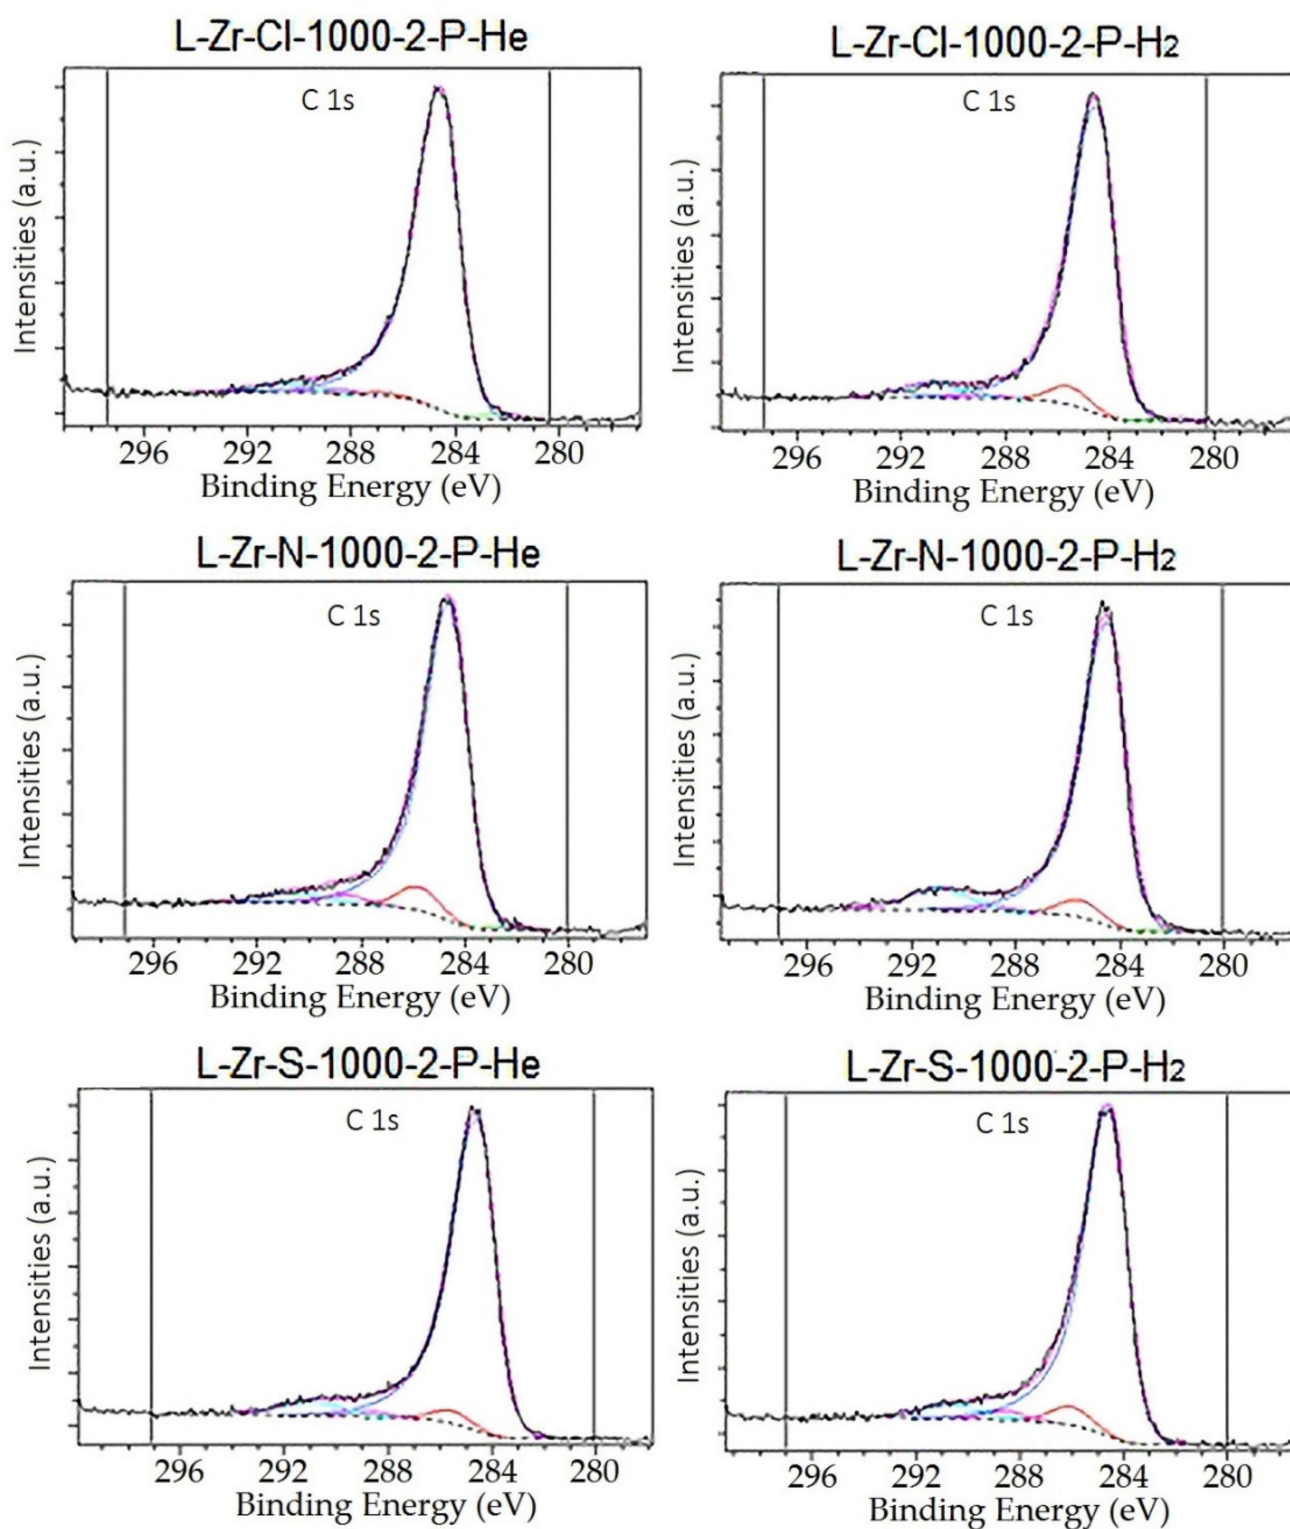 L-Zr-Cl-1000-2-P-He
C 1s
Intensities (a.u.)
296 292 288 284 280
Binding Energy (eV)
L-Zr-Cl-1000-2-P-H2
C 1s
Intensities (a.u.)
296 292 288 284 280
Binding Energy (eV)
L-Zr-N-1000-2-P-He
C 1s
Intensities (a.u.)
296 292 288 284 280
Binding Energy (eV)
L-Zr-N-1000-2-P-H2
C 1s
Intensities (a.u.)
296 292 288 284 280
Binding Energy (eV)
L-Zr-S-1000-2-P-He
C 1s
Intensities (a.u.)
296 292 288 284 280
Binding Energy (eV)
L-Zr-S-1000-2-P-H2
C 1s
Intensities (a.u.)
296 292 288 284 280
Binding Energy (eV)